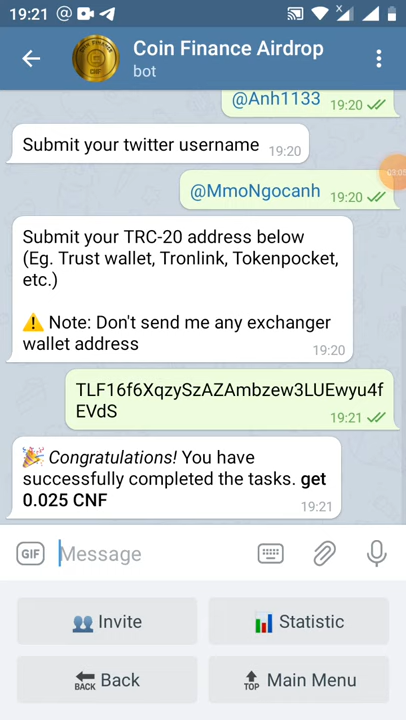 19:21
Coin Finance Airdrop
bot
@Anh1133 19:20
Submit your twitter username 19:20
03:05
@MmoNgocanh 19:20
Submit your TRC-20 address below
(Eg. Trust wallet, Tronlink, Tokenpocket,
etc.)
⚠️ Note: Don't send me any exchanger
wallet address
19:20
TLF16f6XqzySzAZAmbzew3LUEwyu4f
EVdS 19:21
🎉 Congratulations! You have
successfully completed the tasks. get
0.025 CNF 19:21
GIF Message
👥 Invite 📊 Statistic
BACK Back TOP Main Menu